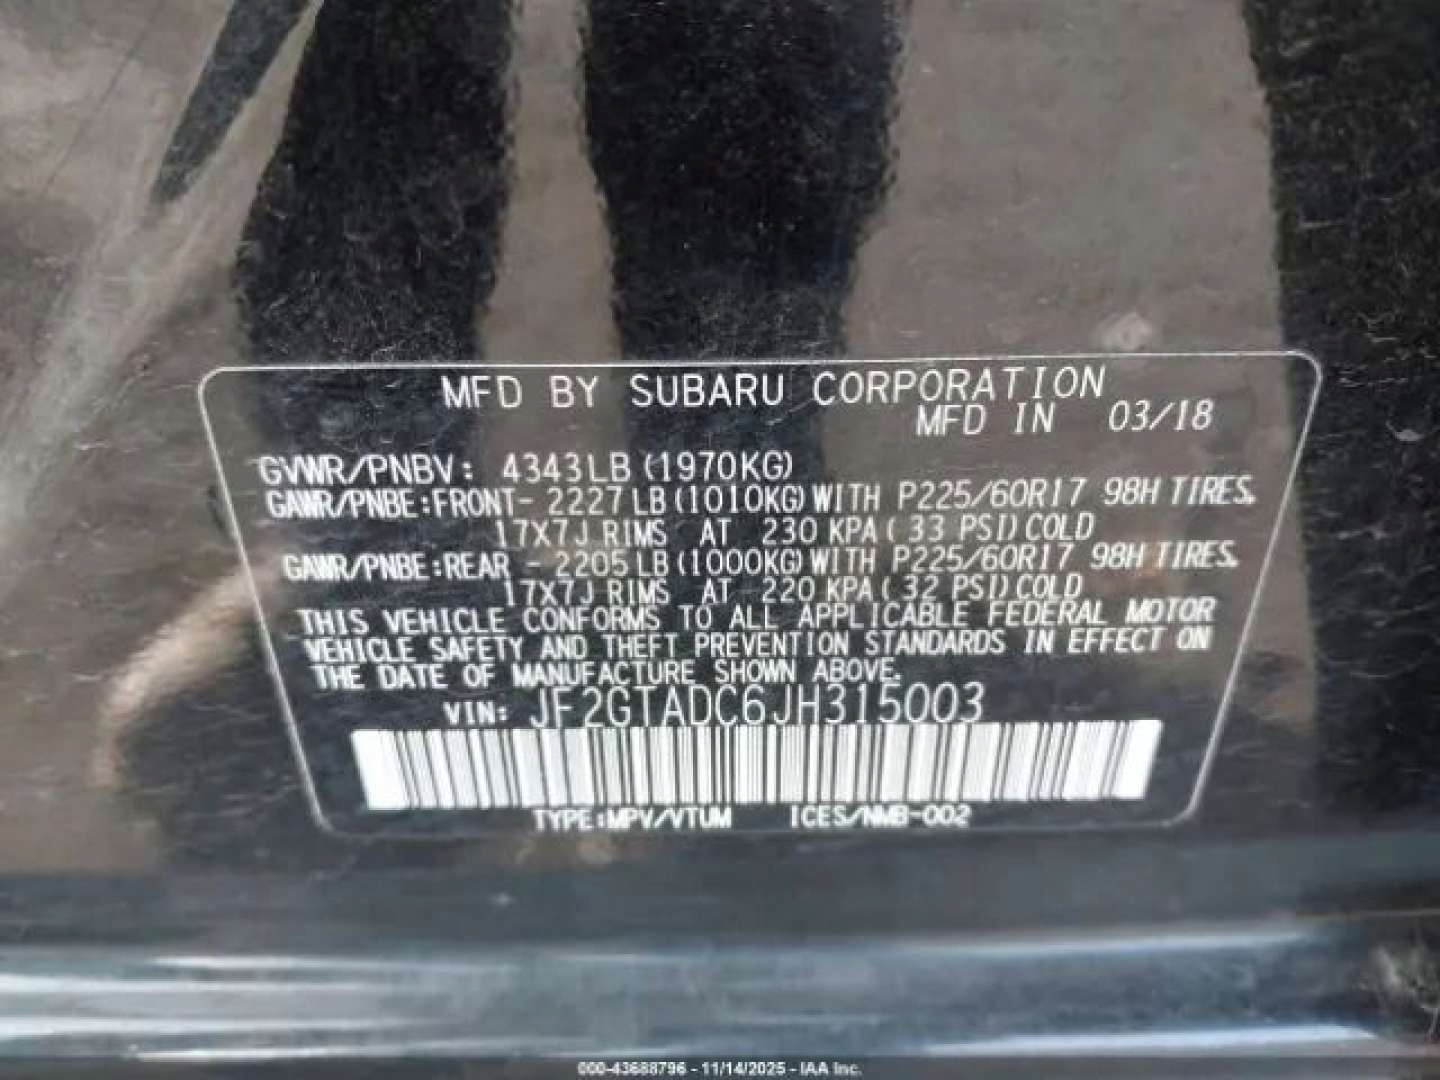 MFD BY SUBARU CORPORATION
MFD IN 03/18
GVWR/PNBV: 4343LB(1970KG)
GAWR/PNBE:FRONT- 2227LB(1010KG)WITH P225/60R17 98H TIRES.
17X7J RIMS AT 230 KPA(33 PSI)COLD
GAWR/PNBE:REAR - 2205LB(1000KG)WITH P225/60R17 98H TIRES.
17X7J RIMS AT 220 KPA(32 PSI)COLD
THIS VEHICLE CONFORMS TO ALL APPLICABLE FEDERAL MOTOR
VEHICLE SAFETY AND THEFT PREVENTION STANDARDS IN EFFECT ON
THE DATE OF MANUFACTURE SHOWN ABOVE.
VIN: JF2GTADC6JH315003
TYPE:MPV/VTUM ICES/NMB-002
000-43688796 - 11/14/2025 - IAA Inc.